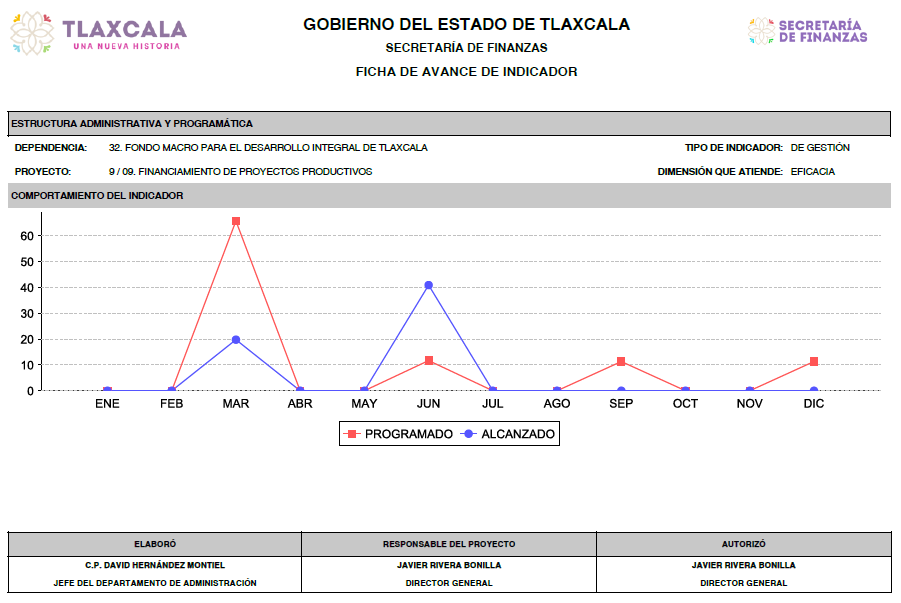 TLAXCALA
UNA NUEVA HISTORIA
GOBIERNO DEL ESTADO DE TLAXCALA
SECRETARÍA DE FINANZAS
FICHA DE AVANCE DE INDICADOR
SECRETARÍA
DE FINANZAS
ESTRUCTURA ADMINISTRATIVA Y PROGRAMÁTICA
DEPENDENCIA: 32. FONDO MACRO PARA EL DESARROLLO INTEGRAL DE TLAXCALA TIPO DE INDICADOR: DE GESTIÓN
PROYECTO: 9 / 09. FINANCIAMIENTO DE PROYECTOS PRODUCTIVOS DIMENSIÓN QUE ATIENDE: EFICACIA
COMPORTAMIENTO DEL INDICADOR
60
50
40
30
20
10
0
ENE FEB MAR ABR MAY JUN JUL AGO SEP OCT NOV DIC
PROGRAMADO ALCANZADO
ELABORÓ RESPONSABLE DEL PROYECTO AUTORIZÓ
C.P. DAVID HERNÁNDEZ MONTIEL JAVIER RIVERA BONILLA JAVIER RIVERA BONILLA
JEFE DEL DEPARTAMENTO DE ADMINISTRACIÓN DIRECTOR GENERAL DIRECTOR GENERAL